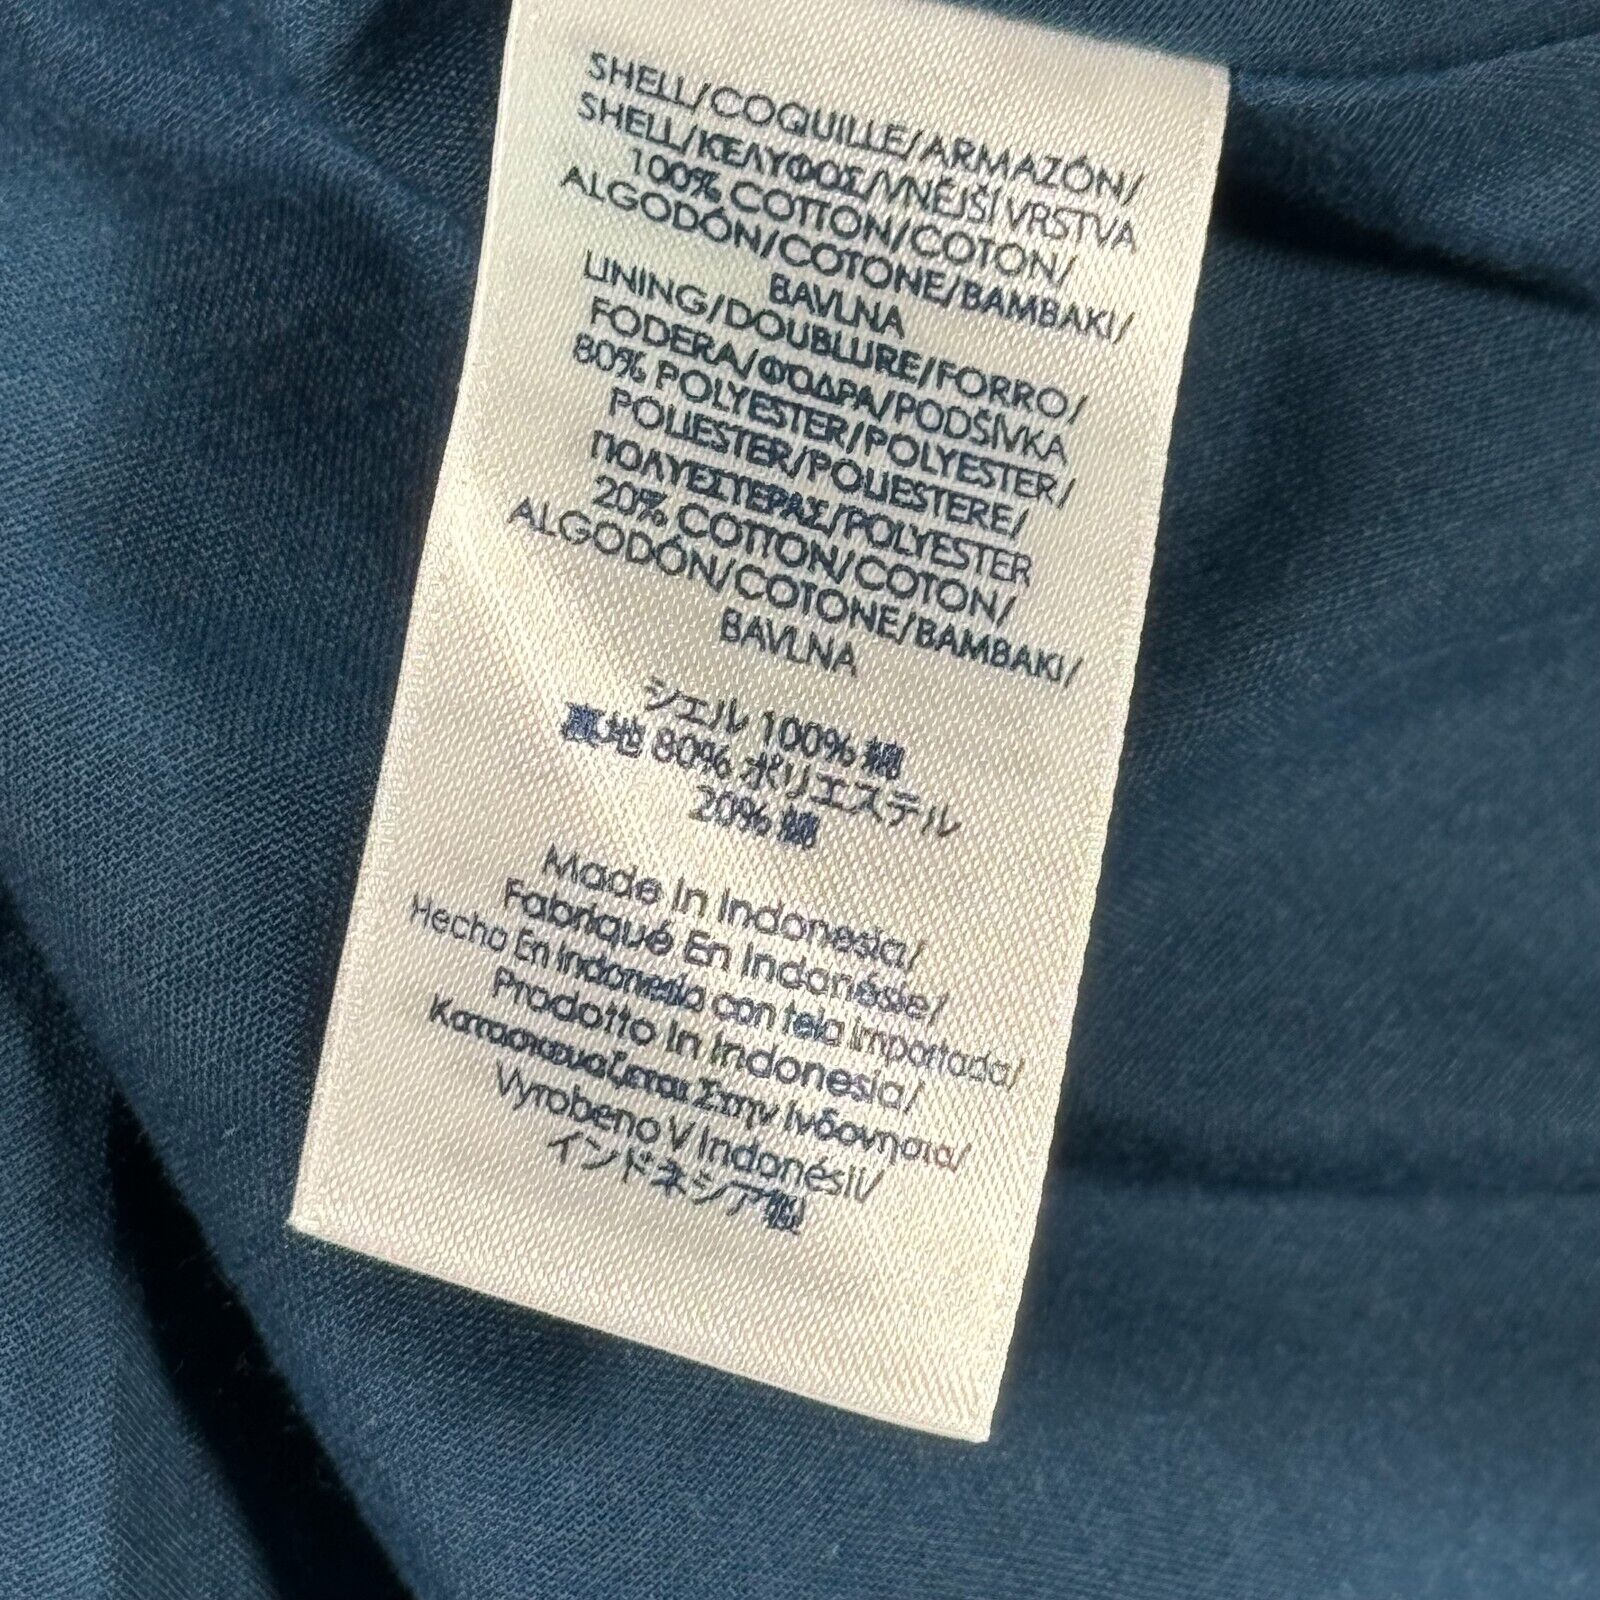 SHELL/COQUILLE/ARMAZÓN/
SHELL/ΚΕΛΥΦΟΣ/VNĚJŠÍ VRSTVA
100% COTTON/COTON/
ALGODÓN/COTONE/BAMBAKI/
BAVLNA
LINING/DOUBLURE/FORRO/
FODERA/ΦΌΔΡΑ/PODŠÍVKA
80% POLYESTER/POLYESTER/
POLIESTER/POLIESTERE/
ΠΟΛΥΕΣΤΕΡΑΣ/POLYESTER
20% COTTON/COTON/
ALGODÓN/COTONE/BAMBAKI/
BAVLNA
シェル 100% 綿
裏地 80% ポリエステル
20% 綿
Made In Indonesia/
Fabriqué En Indonésie/
Hecho En Indonesia con tela importada/
Prodotto In Indonesia/
Κατασκευαζεται Στην Ινδονησια/
Vyrobeno V Indonésii/
インドネシア製